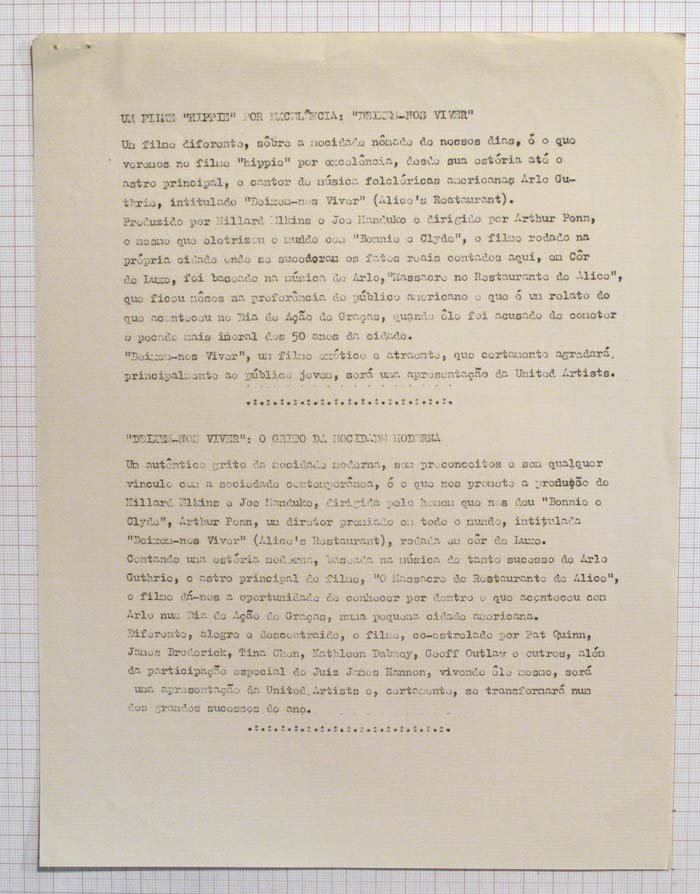 UM FILME "HIPPIE" POR EXCELÊNCIA: "DEIXEM-NOS VIVER"
Um filme diferente, sôbre a mocidade nômade de nossos dias, é o que
veremos no filme "hippie" por excelência, desde sua estória até o
astro principal, o cantor de música folclóricas americanas Arlo Gu-
thrie, intitulado "Deixem-nos Viver" (Alice's Restaurant).
Produzido por Hillard Elkins e Joe Manduke e dirigido por Arthur Penn,
o mesmo que eletrizou o mundo com "Bonnie e Clyde", o filme rodado na
própria cidade onde se sucederam os fatos reais contados aqui, em Côr
de Luxo, foi baseado na música de Arlo, "Massacre no Restaurante de Alice",
que ficou mêses na preferência do público americano e que é um relato do
que aconteceu no Dia de Ação de Graças, quando êle foi acusado de cometer
o pecado mais imoral dos 50 anos da cidade.
"Deixem-nos Viver", um filme exótico e atraente, que certamente agradará,
principalmente ao público jovem, será uma apresentação da United Artists.
"DEIXEM-NOS VIVER": O GRITO DA MOCIDADE MODERNA
Um autêntico grito da mocidade moderna, sem preconceitos e sem qualquer
vinculo com a sociedade contemporânea, é o que nos promete a produção de
Hillard Elkins e Joe Manduke, dirigida pelo homem que nos deu "Bonnie e
Clyde", Arthur Penn, um diretor premiado em todo o mundo, intitulada
"Deixem-nos Viver" (Alice's Restaurant), rodada em côr de Luxo.
Contando uma estória moderna, baseada na música de tanto sucesso de Arlo
Guthrie, o astro principal do filme, "O Massacre do Restaurante de Alice",
o filme dá-nos a oportunidade de conhecer por dentro o que aconteceu com
Arlo num Dia de Ação de Graças, numa pequena cidade americana.
Diferente, alegre e descontraido, o filme, co-estrelado por Pat Quinn,
James Broderick, Tina Chen, Kathleen Dabney, Geoff Outlaw e outros, além
da participação especial do Juiz James Hannon, vivendo êle mesmo, será
uma apresentação da United Artists e, certamente, se transformará num
dos grandes sucessos do ano.